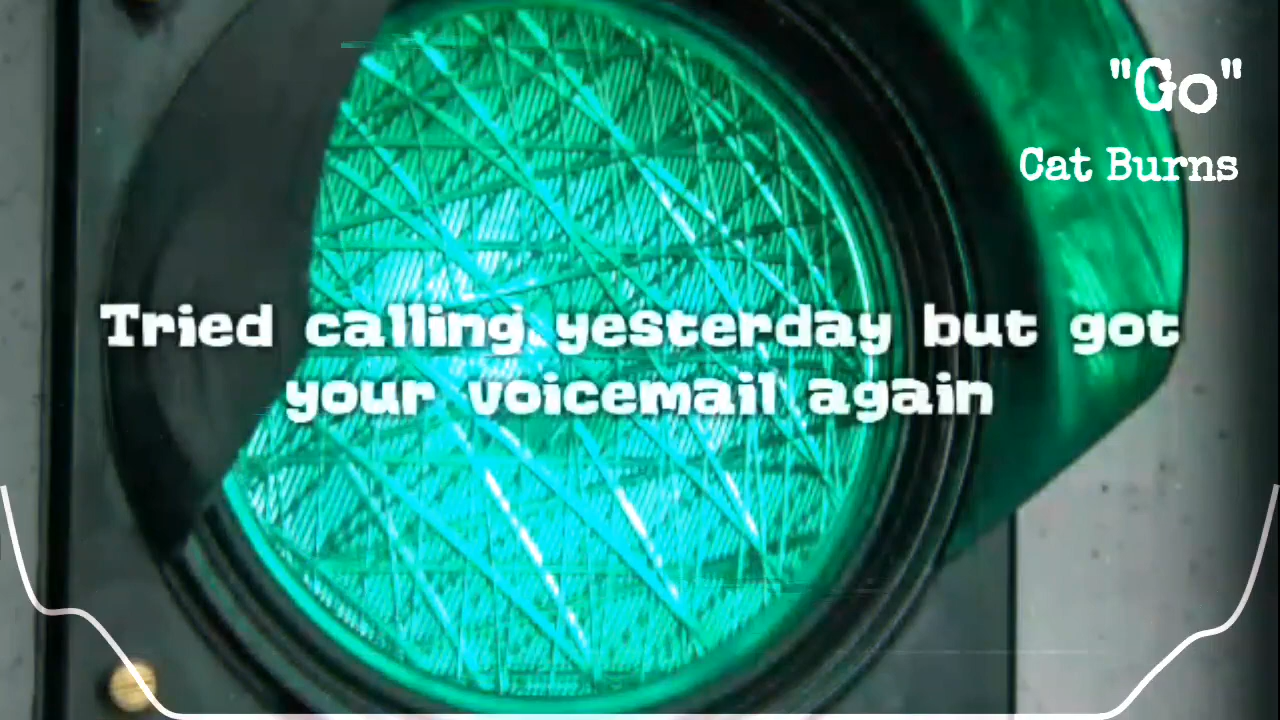 "Go"
Cat Burns
Tried calling yesterday but got
your voicemail again